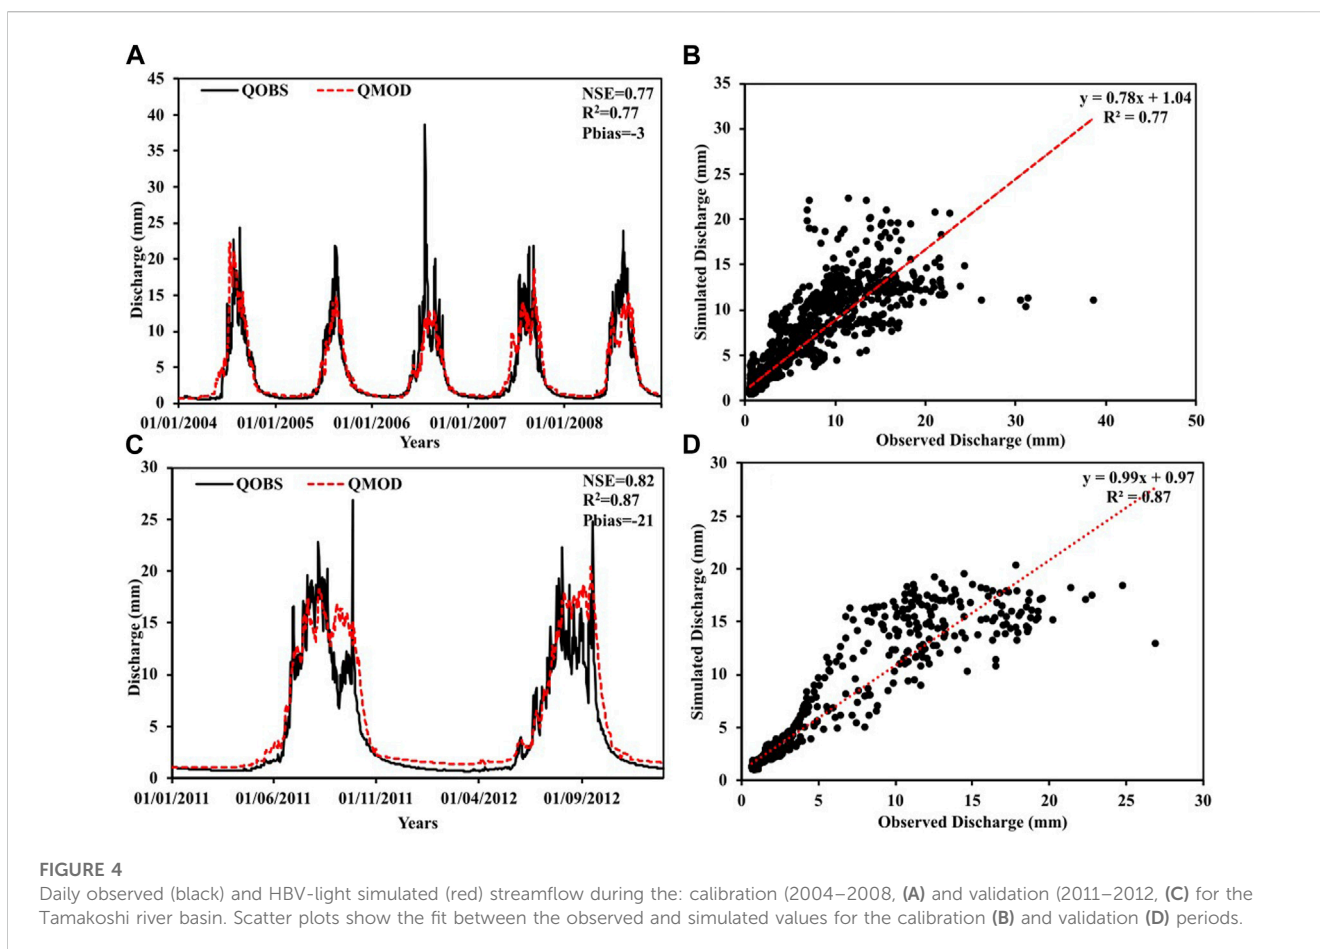 A
QOBS
QMOD
NSE=0.77
R²=0.77
Pbias=-3
45
40
35
30
25
20
15
10
5
0
Discharge (mm)
01/01/2004
01/01/2005
01/01/2006
01/01/2007
01/01/2008
Years
B
y = 0.78x + 1.04
R² = 0.77
35
30
25
20
15
10
5
0
Simulated Discharge (mm)
0
10
20
30
40
50
Observed Discharge (mm)
C
QOBS
QMOD
NSE=0.82
R²=0.87
Pbias=-21
30
25
20
15
10
5
0
Discharge (mm)
01/01/2011
01/06/2011
01/11/2011
01/04/2012
01/09/2012
Years
D
y = 0.99x + 0.97
R² = 0.87
30
25
20
15
10
5
0
Simulated Discharge (mm)
0
5
10
15
20
25
30
Observed Discharge (mm)
FIGURE 4
Daily observed (black) and HBV-light simulated (red) streamflow during the: calibration (2004–2008, (A) and validation (2011–2012, (C) for the
Tamakoshi river basin. Scatter plots show the fit between the observed and simulated values for the calibration (B) and validation (D) periods.